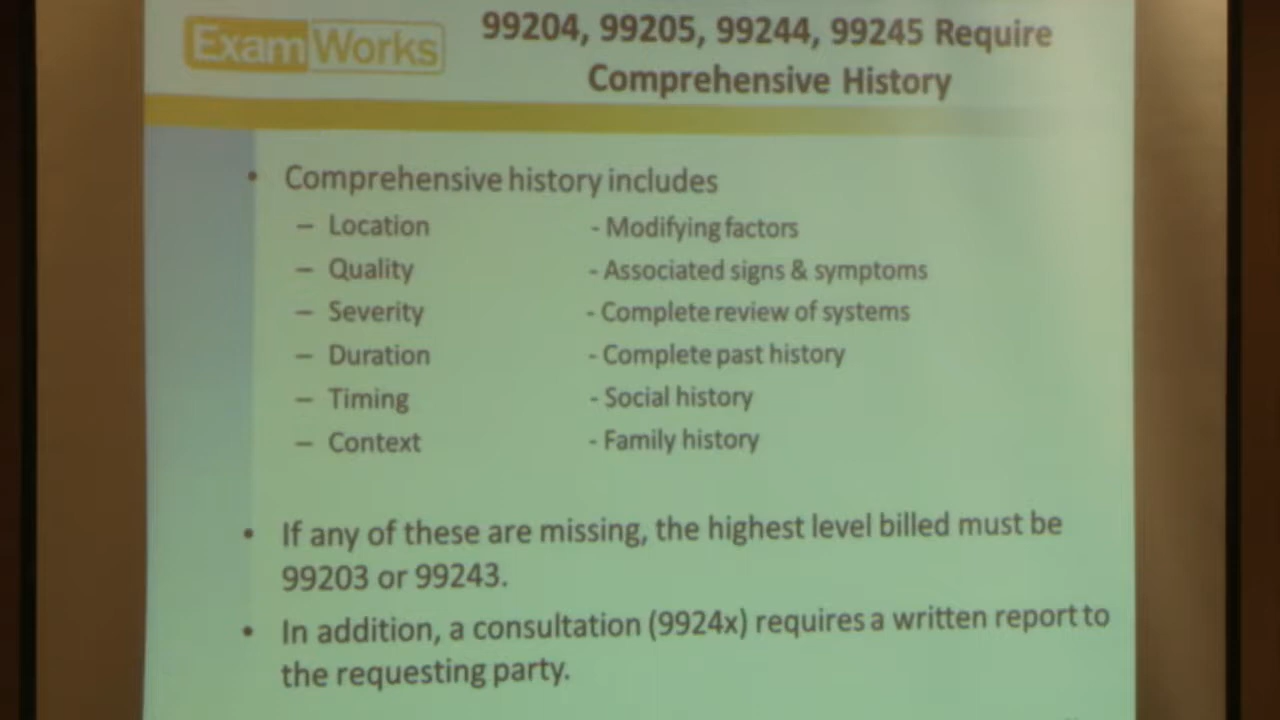 ExamWorks
99204, 99205, 99244, 99245 Require
Comprehensive History
• Comprehensive history includes
– Location - Modifying factors
– Quality - Associated signs & symptoms
– Severity - Complete review of systems
– Duration - Complete past history
– Timing - Social history
– Context - Family history
• If any of these are missing, the highest level billed must be
99203 or 99243.
• In addition, a consultation (9924x) requires a written report to
the requesting party.